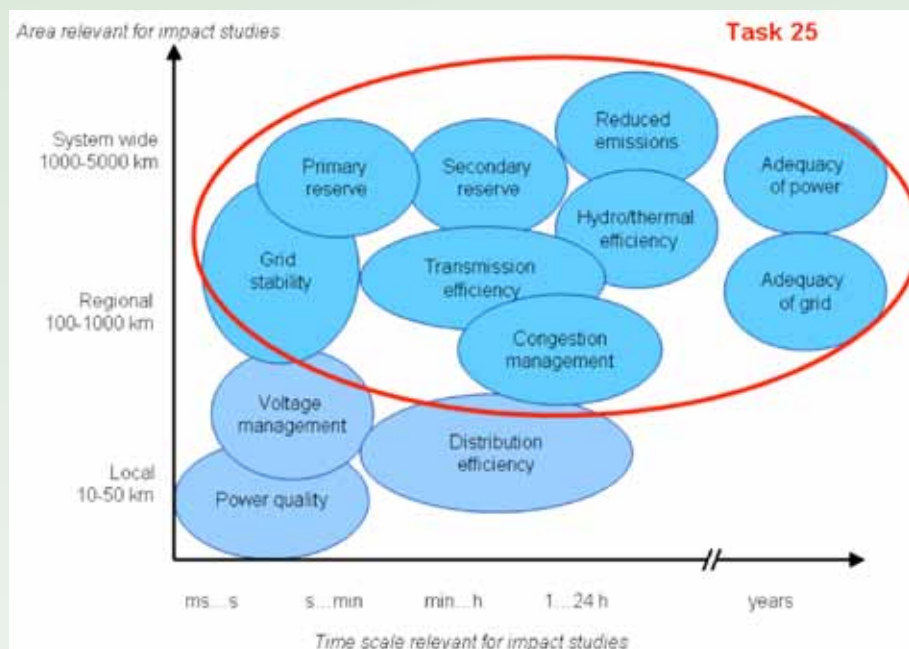 Area relevant for impact studies
Task 25
System wide
1000-5000 km
Primary
reserve
Secondary
reserve
Reduced
emissions
Adequacy
of power
Hydro/thermal
efficiency
Grid
stability
Transmission
efficiency
Adequacy
of grid
Regional
100-1000 km
Congestion
management
Voltage
management
Distribution
efficiency
Local
10-50 km
Power quality
ms...s
s...min
min...h
1...24 h
years
Time scale relevant for impact studies